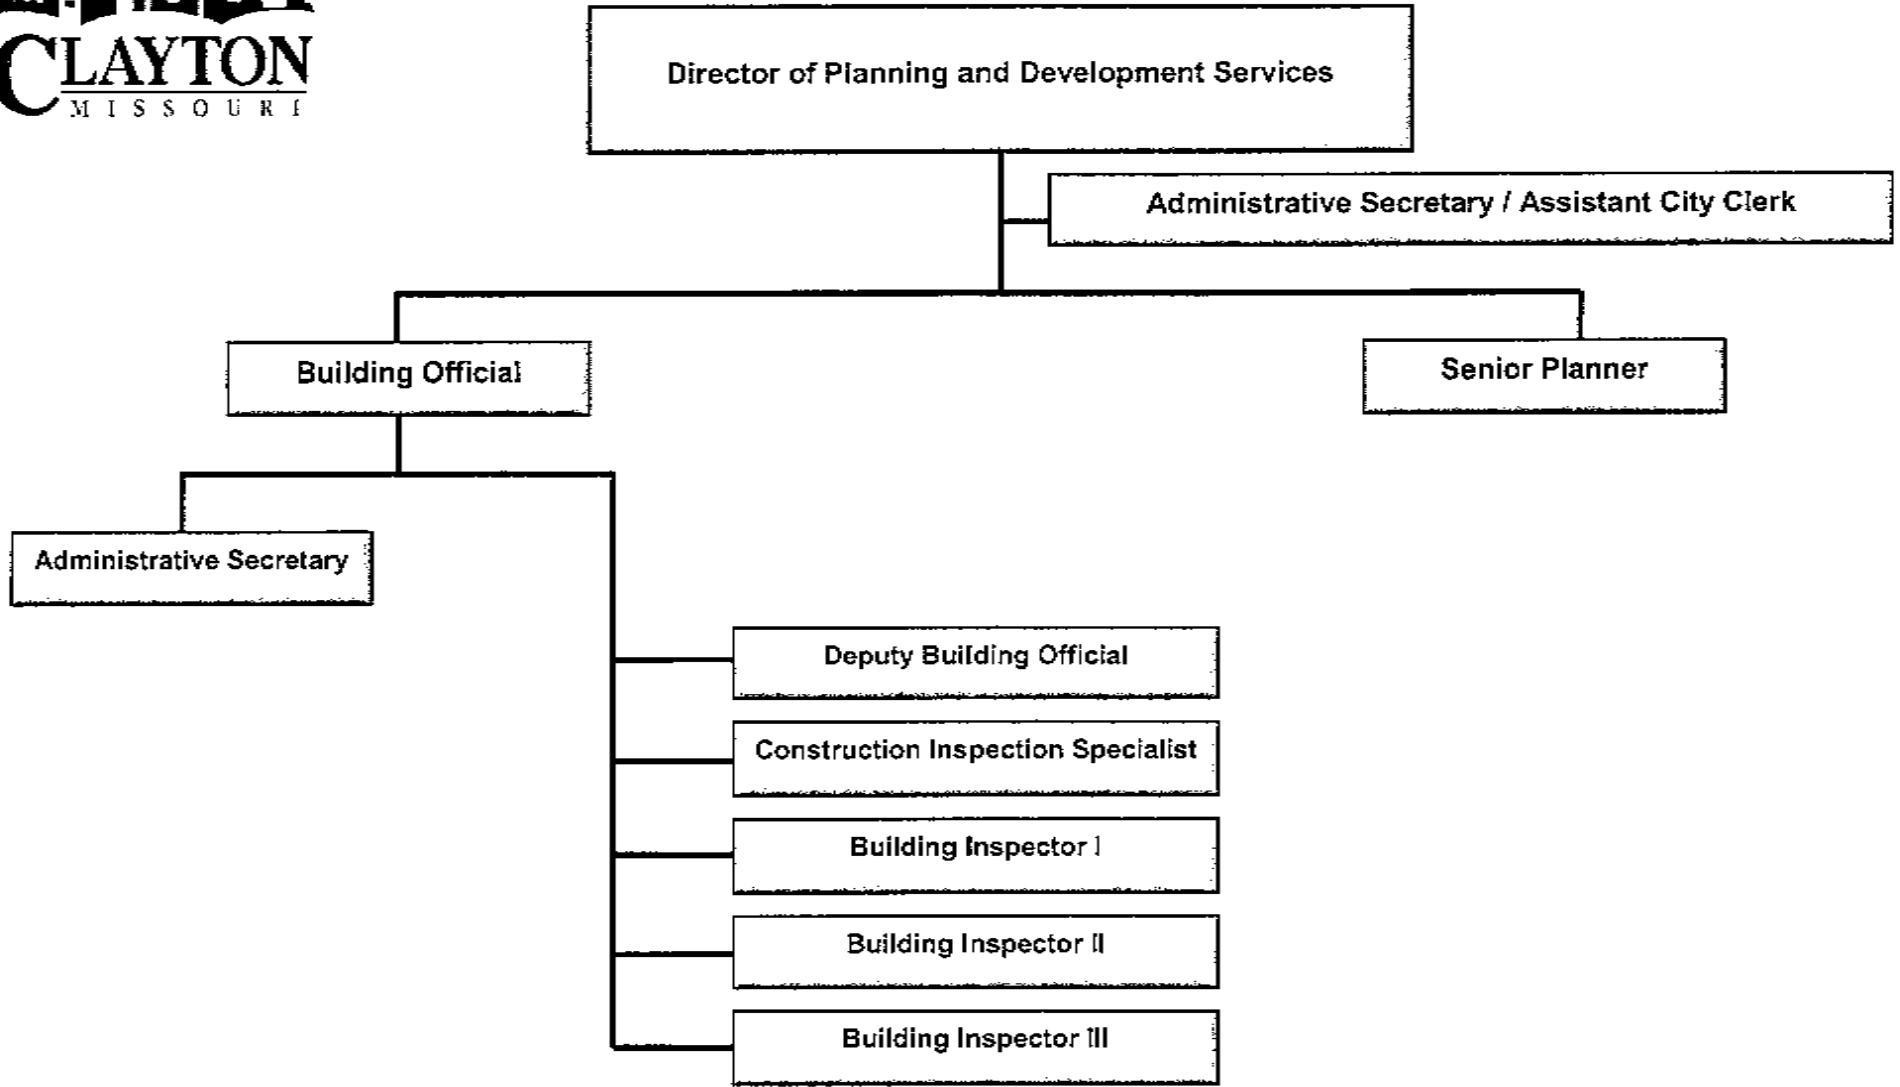 CLAYTON
MISSOURI
Director of Planning and Development Services
Administrative Secretary / Assistant City Clerk
Building Official
Senior Planner
Administrative Secretary
Deputy Building Official
Construction Inspection Specialist
Building Inspector I
Building Inspector II
Building Inspector III